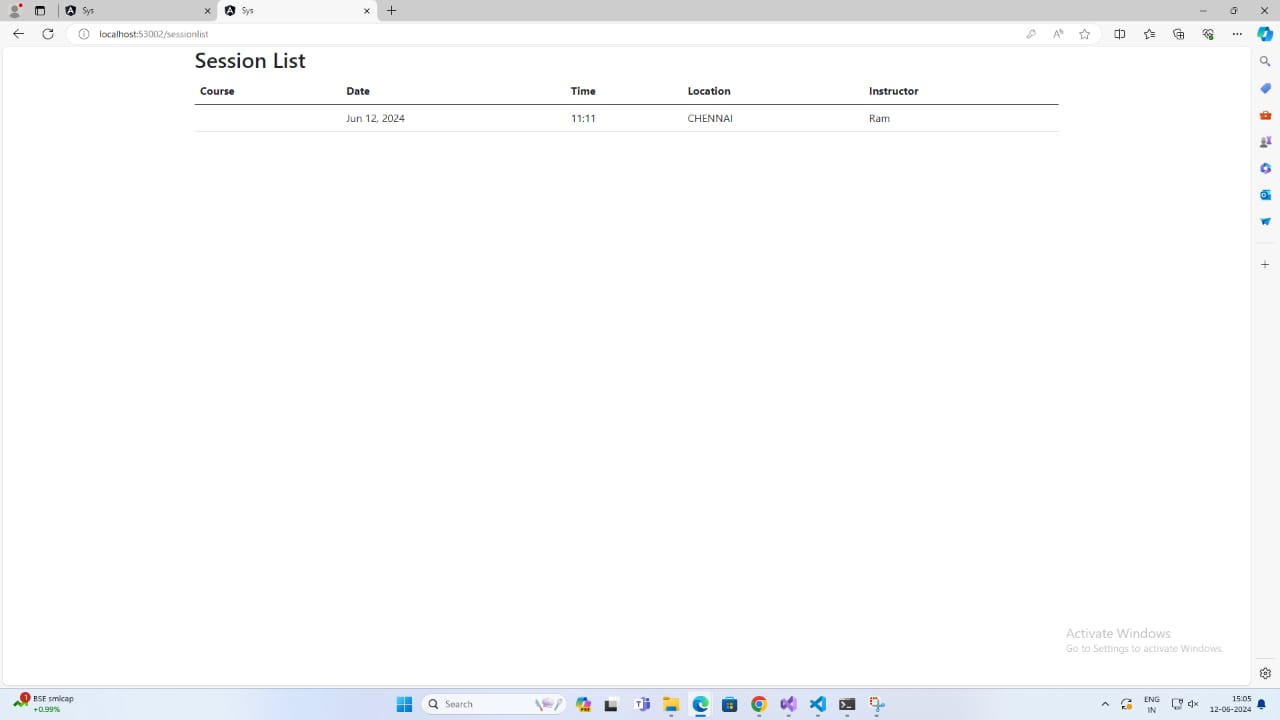 Sys
Sys
localhost:53002/sessionlist
Session List
Course Date Time Location Instructor
Jun 12, 2024 11:11 CHENNAI Ram
Activate Windows
Go to Settings to activate Windows.
1 BSE smlcap
+0.99%
Search
PRE
ENG
IN
15:05
12-06-2024